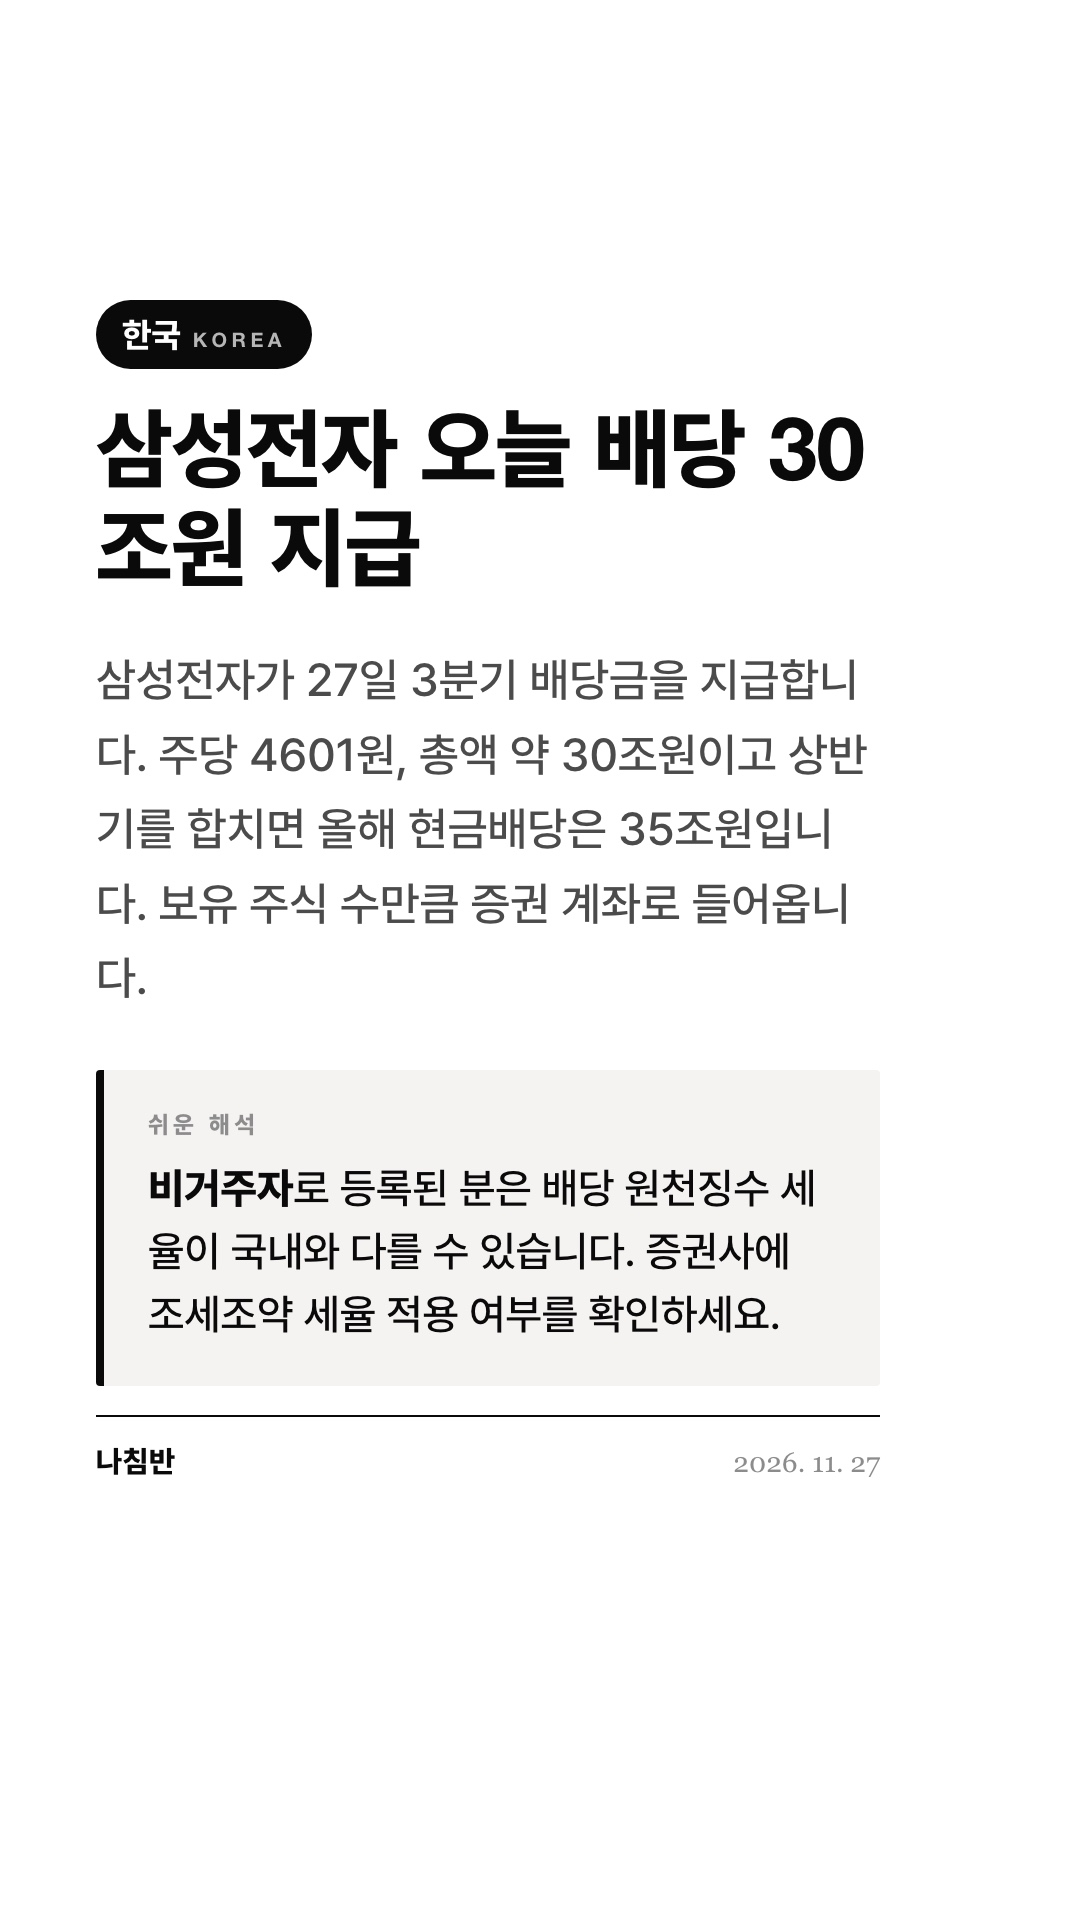 한국 KOREA
삼성전자 오늘 배당 30
조원 지급
삼성전자가 27일 3분기 배당금을 지급합니
다. 주당 4601원, 총액 약 30조원이고 상반
기를 합치면 올해 현금배당은 35조원입니
다. 보유 주식 수만큼 증권 계좌로 들어옵니
다.
쉬운 해석
비거주자로 등록된 분은 배당 원천징수 세
율이 국내와 다를 수 있습니다. 증권사에
조세조약 세율 적용 여부를 확인하세요.
나침반 2026. 11. 27